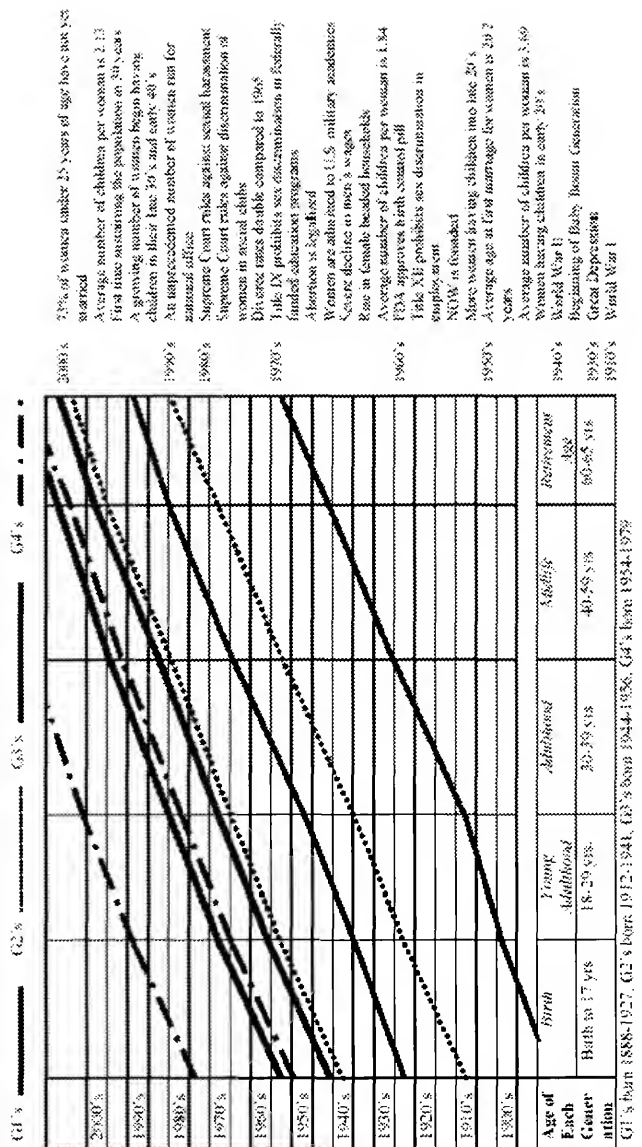 G1's G2's G3's G4's
2000's
1990's
1980's
1970's
1960's
1950's
1940's
1930's
1920's
1910's
1900's
2000's
1990's
1980's
1970's
1960's
1950's
1940's
1930's
1910's
73% of women under 25 years of age have not yet
married
Average number of children per woman is 2.13
First time sustaining the population in 30 years
A growing number of women begin having
children in their late 30's and early 40's
An unprecedented number of women run for
national office
Supreme Court rules against sexual harassment
Supreme Court rules against discrimination of
women in social clubs
Divorce rates double compared to 1965
Title IX prohibits sex discrimination in federally
funded education programs
Abortion is legalized
Women are admitted to U.S. military academies
Severe decline in men's wages
Rise in female headed households
Average number of children per woman is 1.84
FDA approves birth control pill
Title XII prohibits sex discrimination in
employment
NOW is founded
More women having children into late 20's
Average age at first marriage for women is 20.2
years
Average number of children per woman is 3.69
Women having children in early 20's
World War II
Beginning of Baby Boom Generation
Great Depression
World War I
Age of
Each
Gener
ation
Birth
Young
Adulthood
Adulthood
Midlife
Retirement
Age
Birth to 17 yrs
18-29 yrs.
30-39 yrs
40-59 yrs
60-65 yrs
G1's born 1888-1927, G2's born 1912-1944, G3's born 1944-1956, G4's born 1954-1979